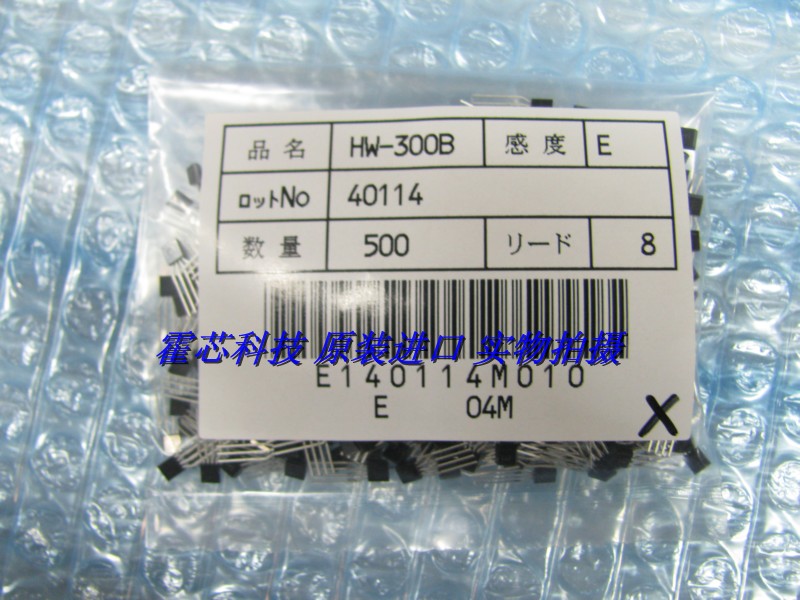 品名 HW-300B 感度 E
ロットNo 40114
数量 500 リード 8
霍芯科技 原装进口 实物拍摄
E140114M010
E 04M
X